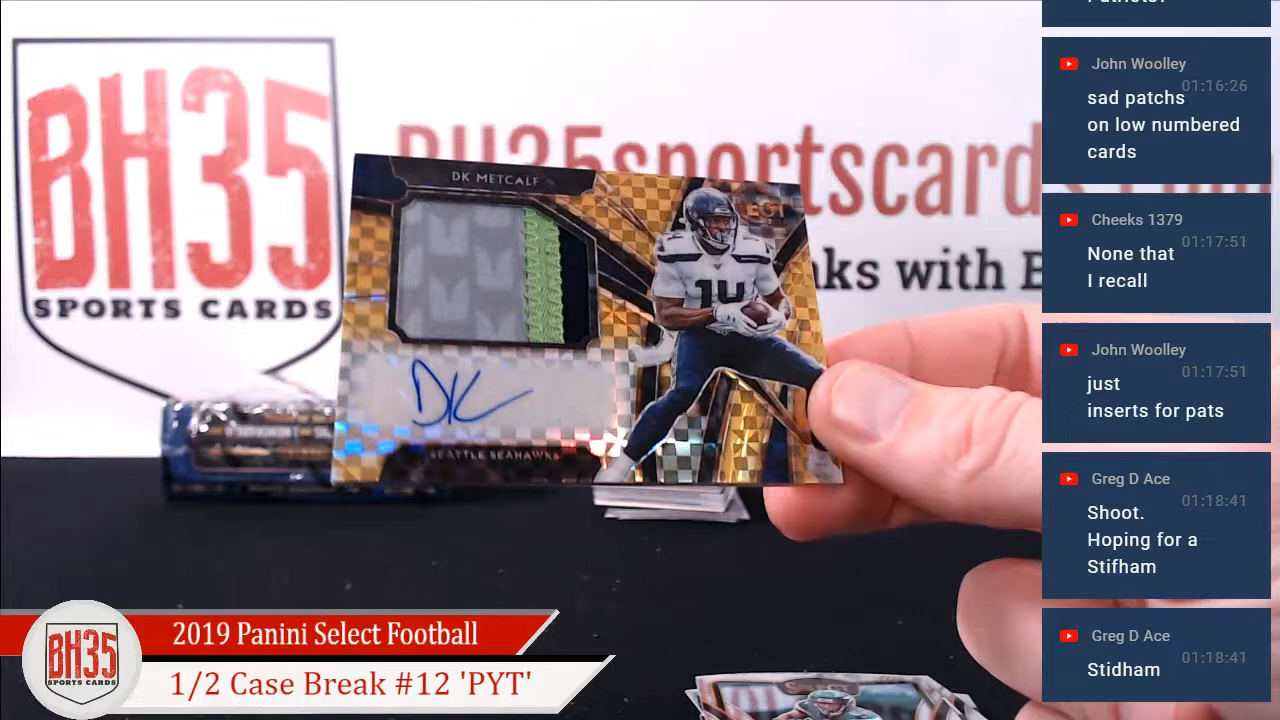 BH35
SPORTS CARDS
BH35sportscard
aks with B
DK METCALF
14
DK
SEATTLE SEAHAWKS
2019 Panini Select Football
1/2 Case Break #12 'PYT'
BH35
SPORTS CARDS
John Woolley
01:16:26
sad patchs
on low numbered
cards
Cheeks 1379
01:17:51
None that
I recall
John Woolley
01:17:51
just
inserts for pats
Greg D Ace
01:18:41
Shoot.
Hoping for a
Stifham
Greg D Ace
01:18:41
Stidham